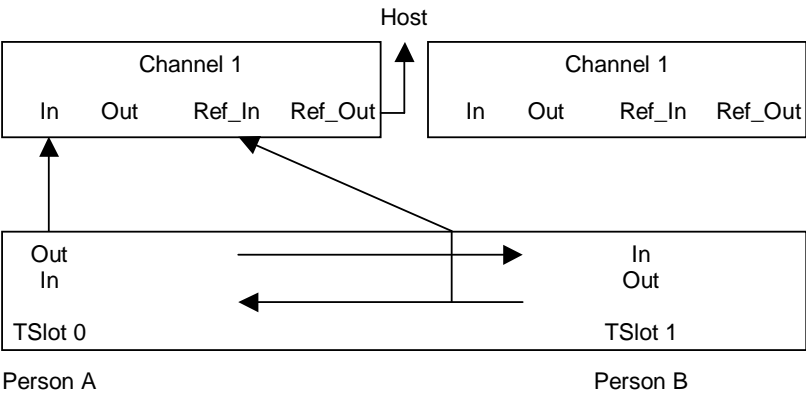 Host
Channel 1
In Out Ref_In Ref_Out
Channel 1
In Out Ref_In Ref_Out
Out
In
TSlot 0
In
Out
TSlot 1
Person A
Person B